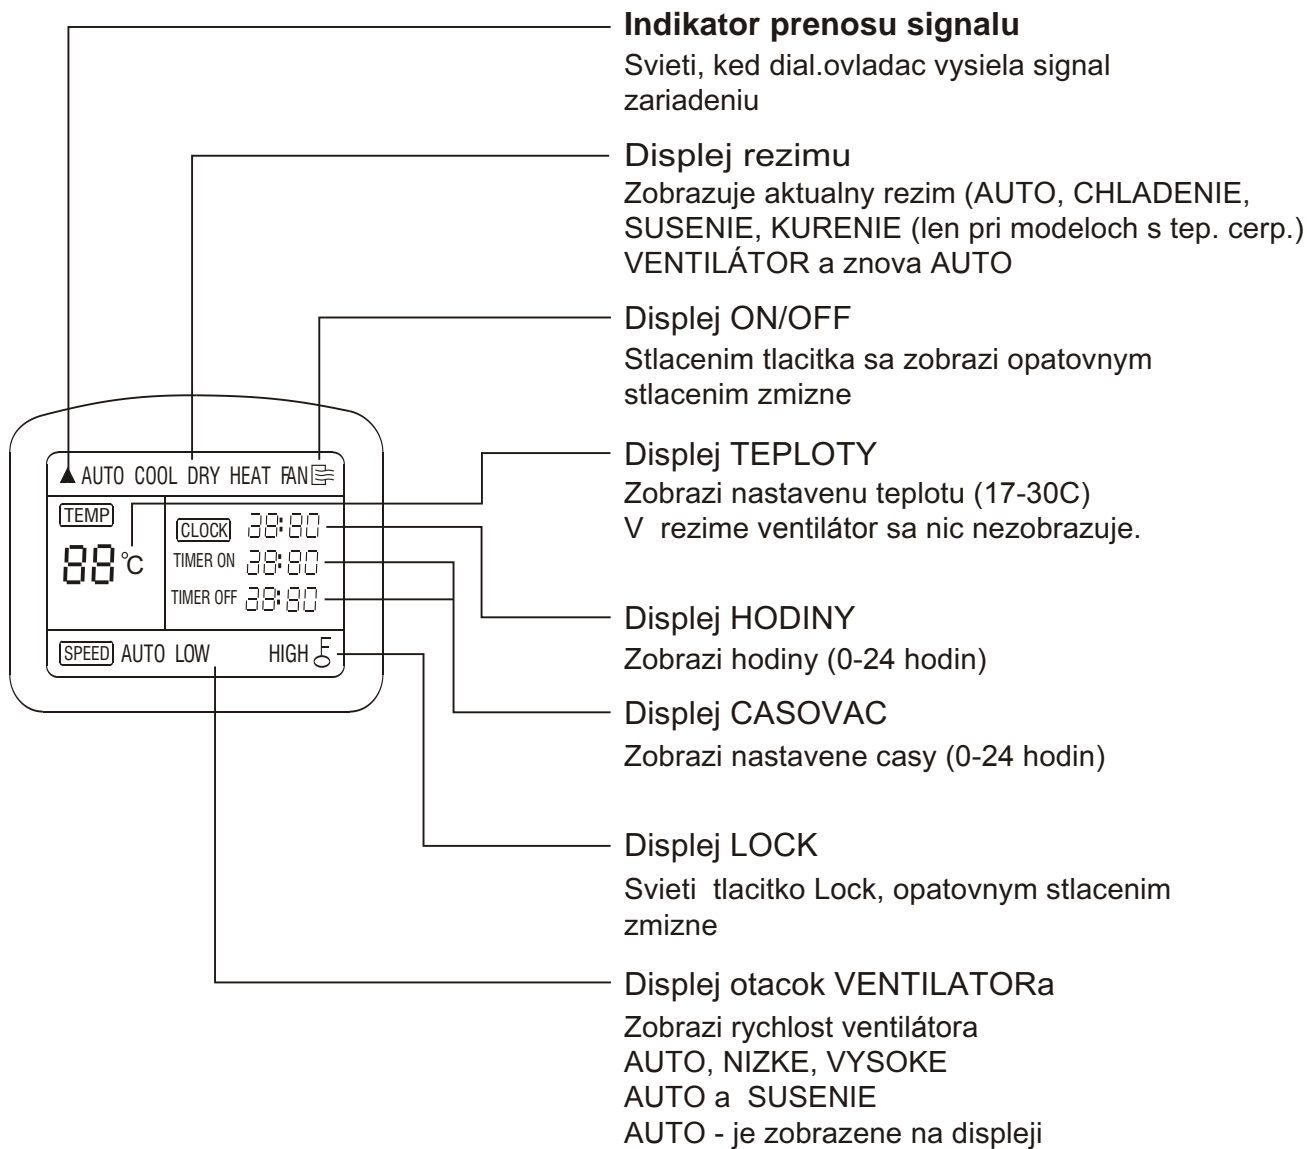 Indikator prenosu signalu
Svieti, ked dial.ovladac vysiela signal
zariadeniu
Displej rezimu
Zobrazuje aktualny rezim (AUTO, CHLADENIE,
SUSENIE, KURENIE (len pri modeloch s tep. cerp.)
VENTILÁTOR a znova AUTO
Displej ON/OFF
Stlacenim tlacitka sa zobrazi opatovnym
stlacenim zmizne
Displej TEPLOTY
Zobrazi nastavenu teplotu (17-30C)
V rezime ventilátor sa nic nezobrazuje.
Displej HODINY
Zobrazi hodiny (0-24 hodin)
Displej CASOVAC
Zobrazi nastavene casy (0-24 hodin)
Displej LOCK
Svieti tlacitko Lock, opatovnym stlacenim
zmizne
Displej otacok VENTILATORa
Zobrazi rychlost ventilátora
AUTO, NIZKE, VYSOKE
AUTO a SUSENIE
AUTO - je zobrazene na displeji
AUTO COOL DRY HEAT FAN
TEMP
88°C
CLOCK 28:80
TIMER ON 28:80
TIMER OFF 28:80
SPEED AUTO LOW HIGH